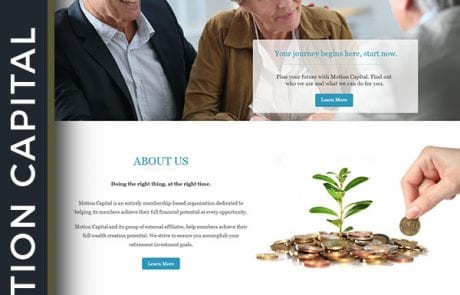 TION CAPITAL
Your journey begins here, start now.
Plan your future with Motion Capital. Find out
who we are and what we can do for you.
Learn More
ABOUT US
Doing the right thing, at the right time.
Motion Capital is an entirely membership-based organization dedicated to
helping its members achieve their full financial potential at every opportunity.
Motion Capital and its group of external affiliates, help members achieve their
full wealth creation potential. We strive to ensure you accomplish your
retirement investment goals.
Learn More